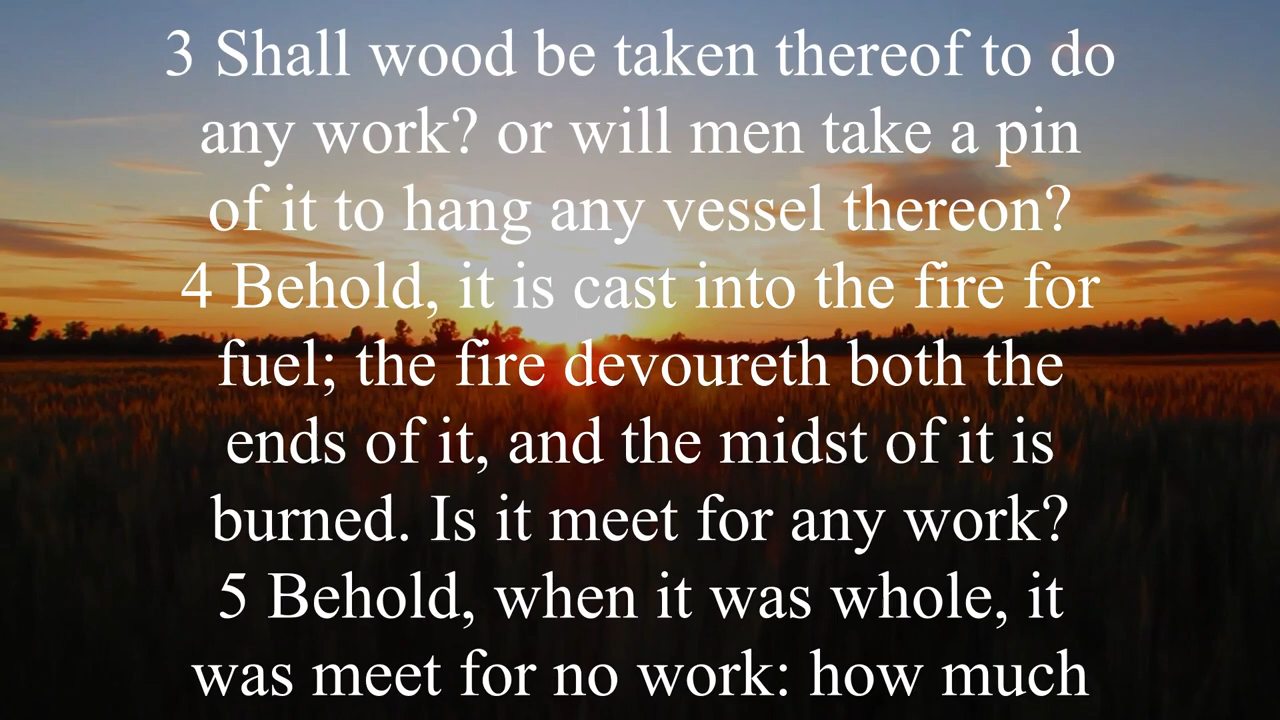 3 Shall wood be taken thereof to do
any work? or will men take a pin
of it to hang any vessel thereon?
4 Behold, it is cast into the fire for
fuel; the fire devoureth both the
ends of it, and the midst of it is
burned. Is it meet for any work?
5 Behold, when it was whole, it
was meet for no work: how much